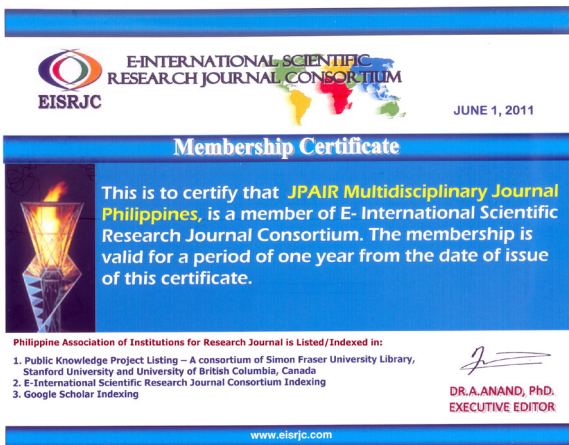 E-INTERNATIONAL SCIENTIFIC
RESEARCH JOURNAL CONSORTIUM
EISRJC
JUNE 1, 2011
Membership Certificate
This is to certify that JPAIR Multidisciplinary Journal
Philippines, is a member of E- International Scientific
Research Journal Consortium. The membership is
valid for a period of one year from the date of issue
of this certificate.
Philippine Association of Institutions for Research Journal is Listed/Indexed in:
1. Public Knowledge Project Listing – A consortium of Simon Fraser University Library,
Stanford University and University of British Columbia, Canada
2. E-International Scientific Research Journal Consortium Indexing
3. Google Scholar Indexing
DR.A.ANAND, PhD.
EXECUTIVE EDITOR
www.eisrjc.com